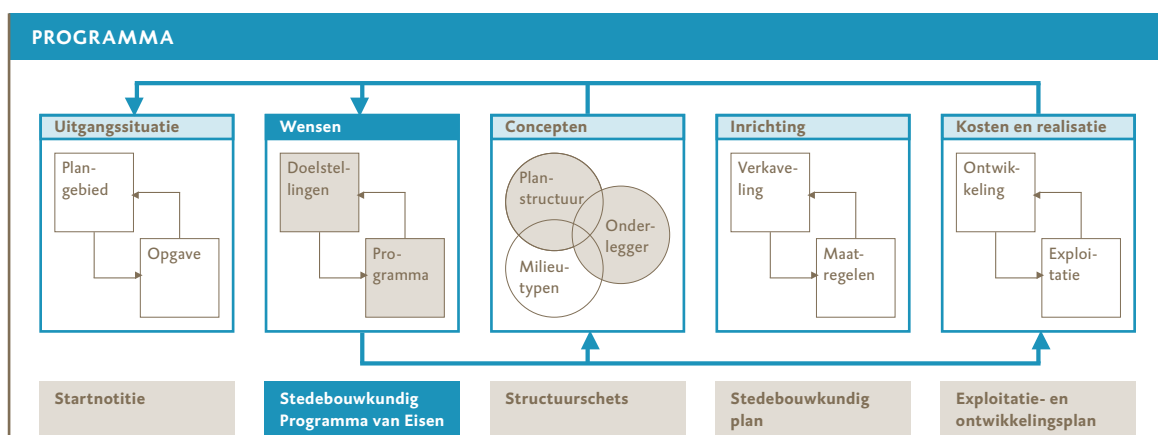 PROGRAMMA
Uitgangssituatie
Plan-
gebied
Opgave
Wensen
Doelstel-
lingen
Pro-
gramma
Concepten
Plan-
structuur
Onder-
legger
Milieu-
typen
Inrichting
Verkave-
ling
Maat-
regelen
Kosten en realisatie
Ontwik-
keling
Exploi-
tatie
Startnotitie
Stedebouwkundig
Programma van Eisen
Structuurschets
Stedebouwkundig
plan
Exploitatie- en
ontwikkelingsplan